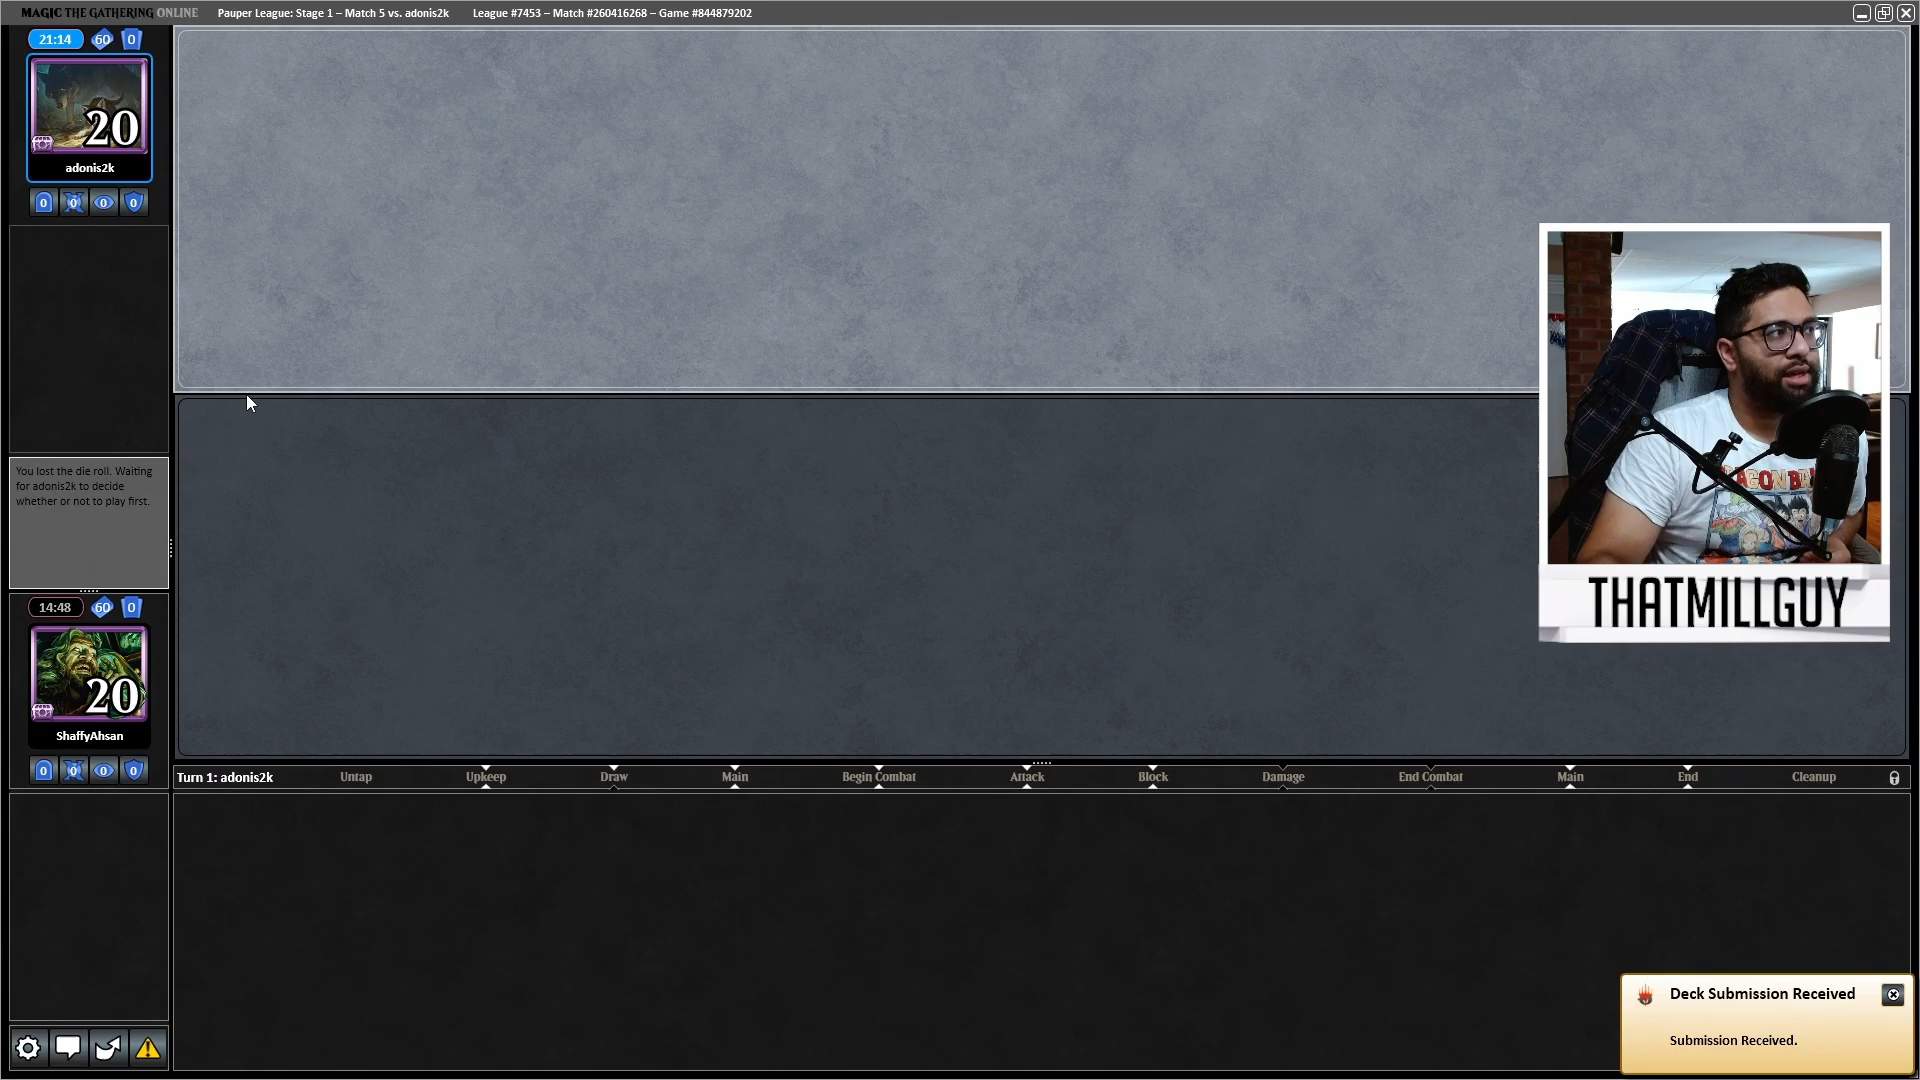 MAGIC THE GATHERING ONLINE
Pauper League: Stage 1 – Match 5 vs. adonis2k
League #7453 – Match #260416268 – Game #844879202
21:14
60
0
20
adonis2k
0 0 0 0
You lost the die roll. Waiting
for adonis2k to decide
whether or not to play first.
14:48
60
0
20
ShaffyAhsan
0 0 0 0
DRAGON BA
THATMILLGUY
Turn 1: adonis2k
Untap
Upkeep
Draw
Main
Begin Combat
Attack
Block
Damage
End Combat
Main
End
Cleanup
Deck Submission Received
Submission Received.